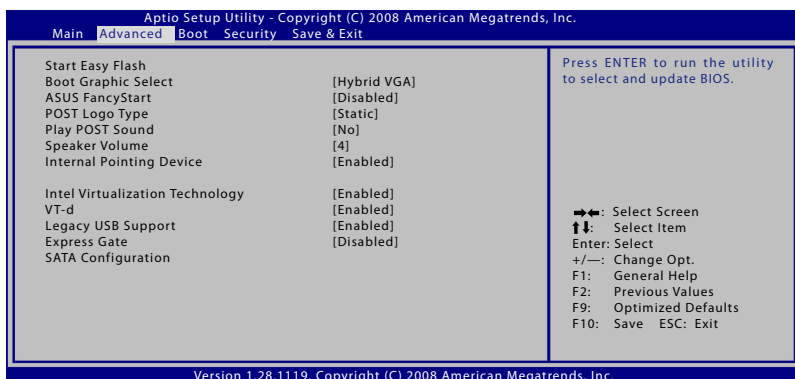 Aptio Setup Utility - Copyright (C) 2008 American Megatrends, Inc.
Main Advanced Boot Security Save & Exit
Start Easy Flash
Boot Graphic Select [Hybrid VGA]
ASUS FancyStart [Disabled]
POST Logo Type [Static]
Play POST Sound [No]
Speaker Volume [4]
Internal Pointing Device [Enabled]
Intel Virtualization Technology [Enabled]
VT-d [Enabled]
Legacy USB Support [Enabled]
Express Gate [Disabled]
SATA Configuration
Press ENTER to run the utility
to select and update BIOS.
→←: Select Screen
↑↓: Select Item
Enter: Select
+/—: Change Opt.
F1: General Help
F2: Previous Values
F9: Optimized Defaults
F10: Save ESC: Exit
Version 1.28.1119. Copyright (C) 2008 American Megatrends, Inc.